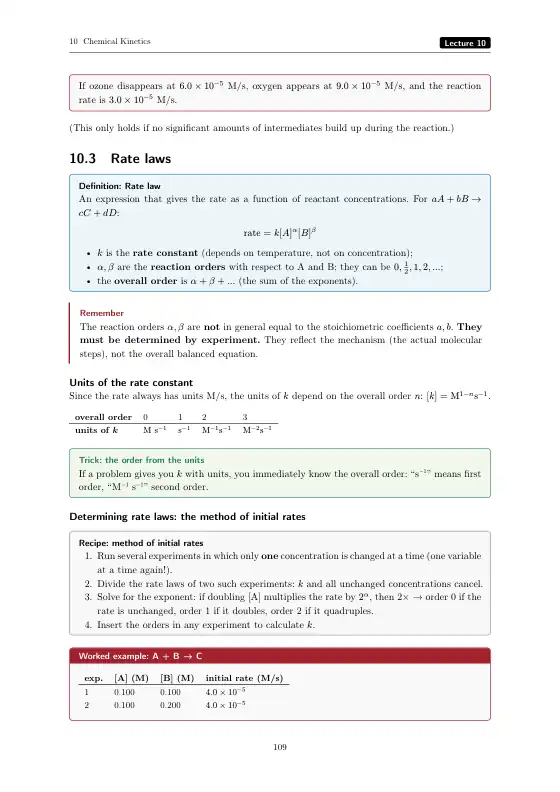 10 Chemical Kinetics
Lecture 10
If ozone disappears at 6.0 × 10⁻⁵ M/s, oxygen appears at 9.0 × 10⁻⁵ M/s, and the reaction
rate is 3.0 × 10⁻⁵ M/s.
(This only holds if no significant amounts of intermediates build up during the reaction.)
10.3 Rate laws
Definition: Rate law
An expression that gives the rate as a function of reactant concentrations. For aA + bB →
cC + dD:
rate = k[A]^α[B]^β
• k is the rate constant (depends on temperature, not on concentration);
• α, β are the reaction orders with respect to A and B; they can be 0, 1/2, 1, 2, ...;
• the overall order is α + β + ... (the sum of the exponents).
Remember
The reaction orders α, β are not in general equal to the stoichiometric coefficients a, b. They
must be determined by experiment. They reflect the mechanism (the actual molecular
steps), not the overall balanced equation.
Units of the rate constant
Since the rate always has units M/s, the units of k depend on the overall order n: [k] = M¹⁻ⁿs⁻¹.
overall order 0 1 2 3
units of k M s⁻¹ s⁻¹ M⁻¹s⁻¹ M⁻²s⁻¹
Trick: the order from the units
If a problem gives you k with units, you immediately know the overall order: “s⁻¹” means first
order, “M⁻¹ s⁻¹” second order.
Determining rate laws: the method of initial rates
Recipe: method of initial rates
1. Run several experiments in which only one concentration is changed at a time (one variable
at a time again!).
2. Divide the rate laws of two such experiments: k and all unchanged concentrations cancel.
3. Solve for the exponent: if doubling [A] multiplies the rate by 2^α, then 2× → order 0 if the
rate is unchanged, order 1 if it doubles, order 2 if it quadruples.
4. Insert the orders in any experiment to calculate k.
Worked example: A + B → C
exp. [A] (M) [B] (M) initial rate (M/s)
1 0.100 0.100 4.0 × 10⁻⁵
2 0.100 0.200 4.0 × 10⁻⁵
109